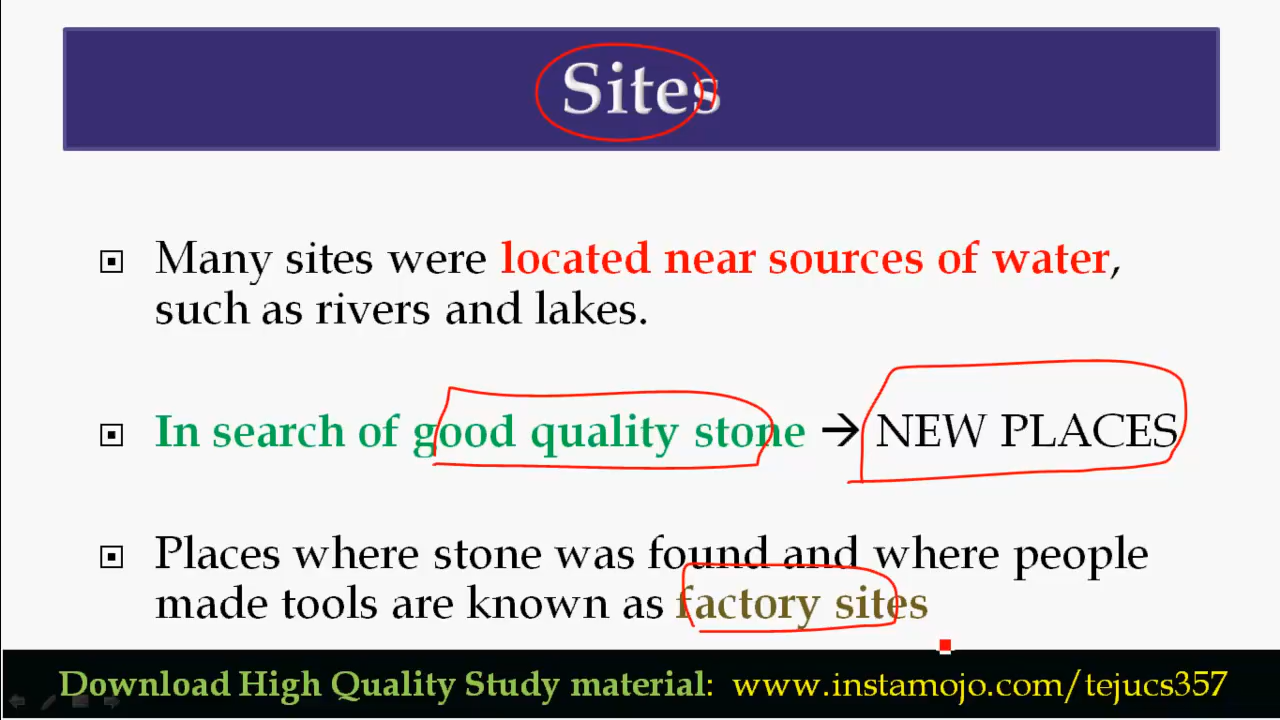 Sites
Many sites were located near sources of water,
such as rivers and lakes.
In search of good quality stone → NEW PLACES
Places where stone was found and where people
made tools are known as factory sites
Download High Quality Study material: www.instamojo.com/tejucs357